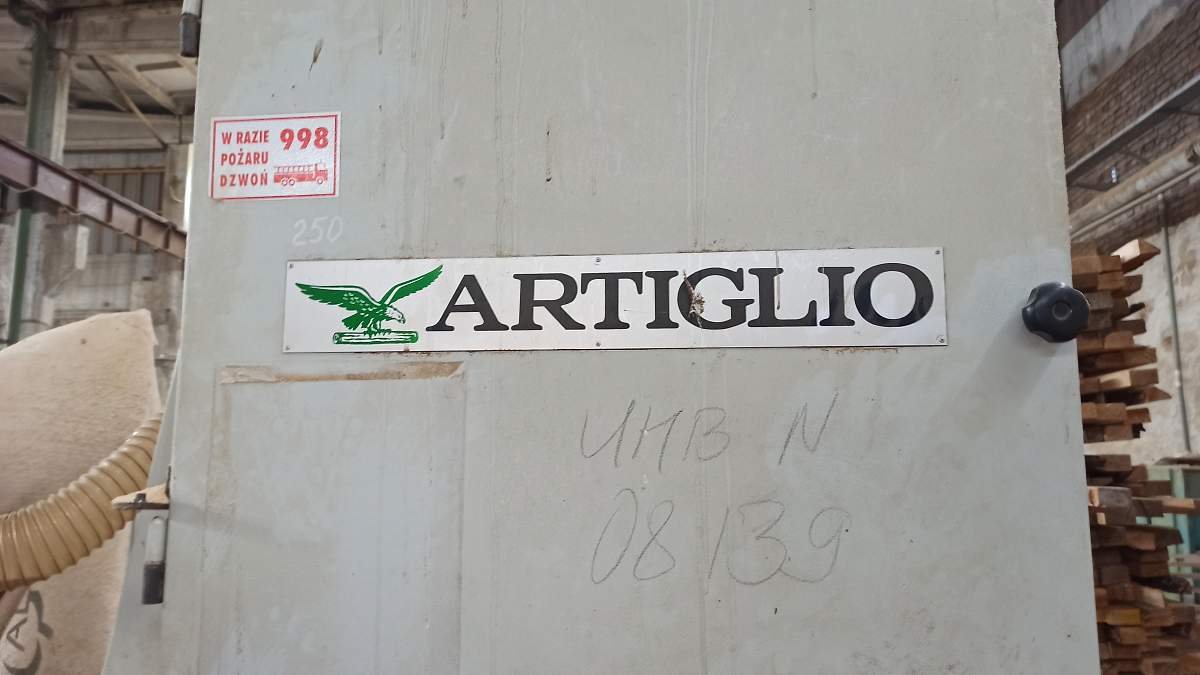 W RAZIE 998
POŻARU
DZWOŃ
250
ARTIGLIO
ИНВ N
08139